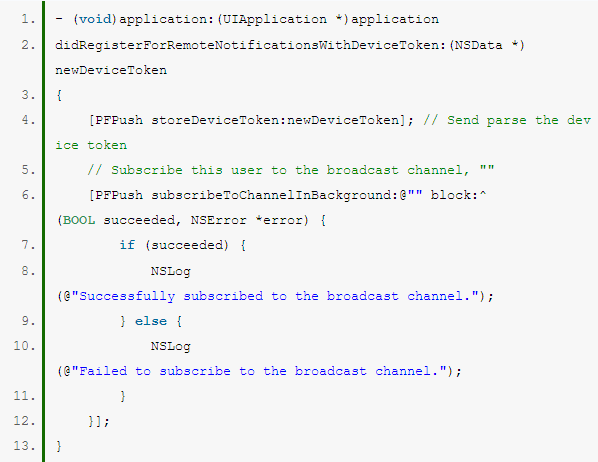 1. - (void)application:(UIApplication *)application
2. didRegisterForRemoteNotificationsWithDeviceToken:(NSData *)
newDeviceToken
3. {
4.     [PFPush storeDeviceToken:newDeviceToken]; // Send parse the dev
ice token
5.     // Subscribe this user to the broadcast channel, ""
6.     [PFPush subscribeToChannelInBackground:@"" block:^
(BOOL succeeded, NSError *error) {
7.         if (succeeded) {
8.             NSLog
(@"Successfully subscribed to the broadcast channel.");
9.         } else {
10.             NSLog
(@"Failed to subscribe to the broadcast channel.");
11.         }
12.     }];
13. }